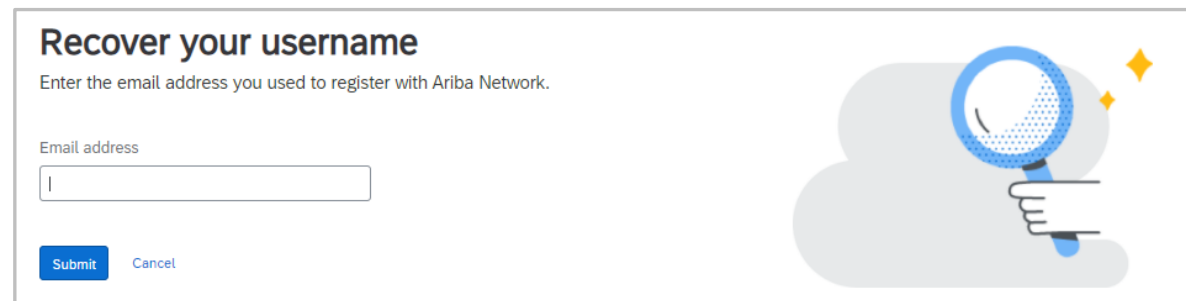 Recover your username
Enter the email address you used to register with Ariba Network.
Email address
Submit Cancel